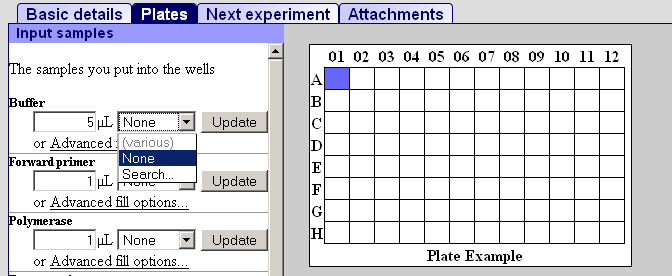 Basic details Plates Next experiment Attachments
Input samples
The samples you put into the wells
Buffer
5 µL None Update
or Advanced
(various)
None
Search...
Forward primer
1 µL Update
or Advanced fill options...
Polymerase
1 µL None Update
or Advanced fill options...
01 02 03 04 05 06 07 08 09 10 11 12
A
B
C
D
E
F
G
H
Plate Example